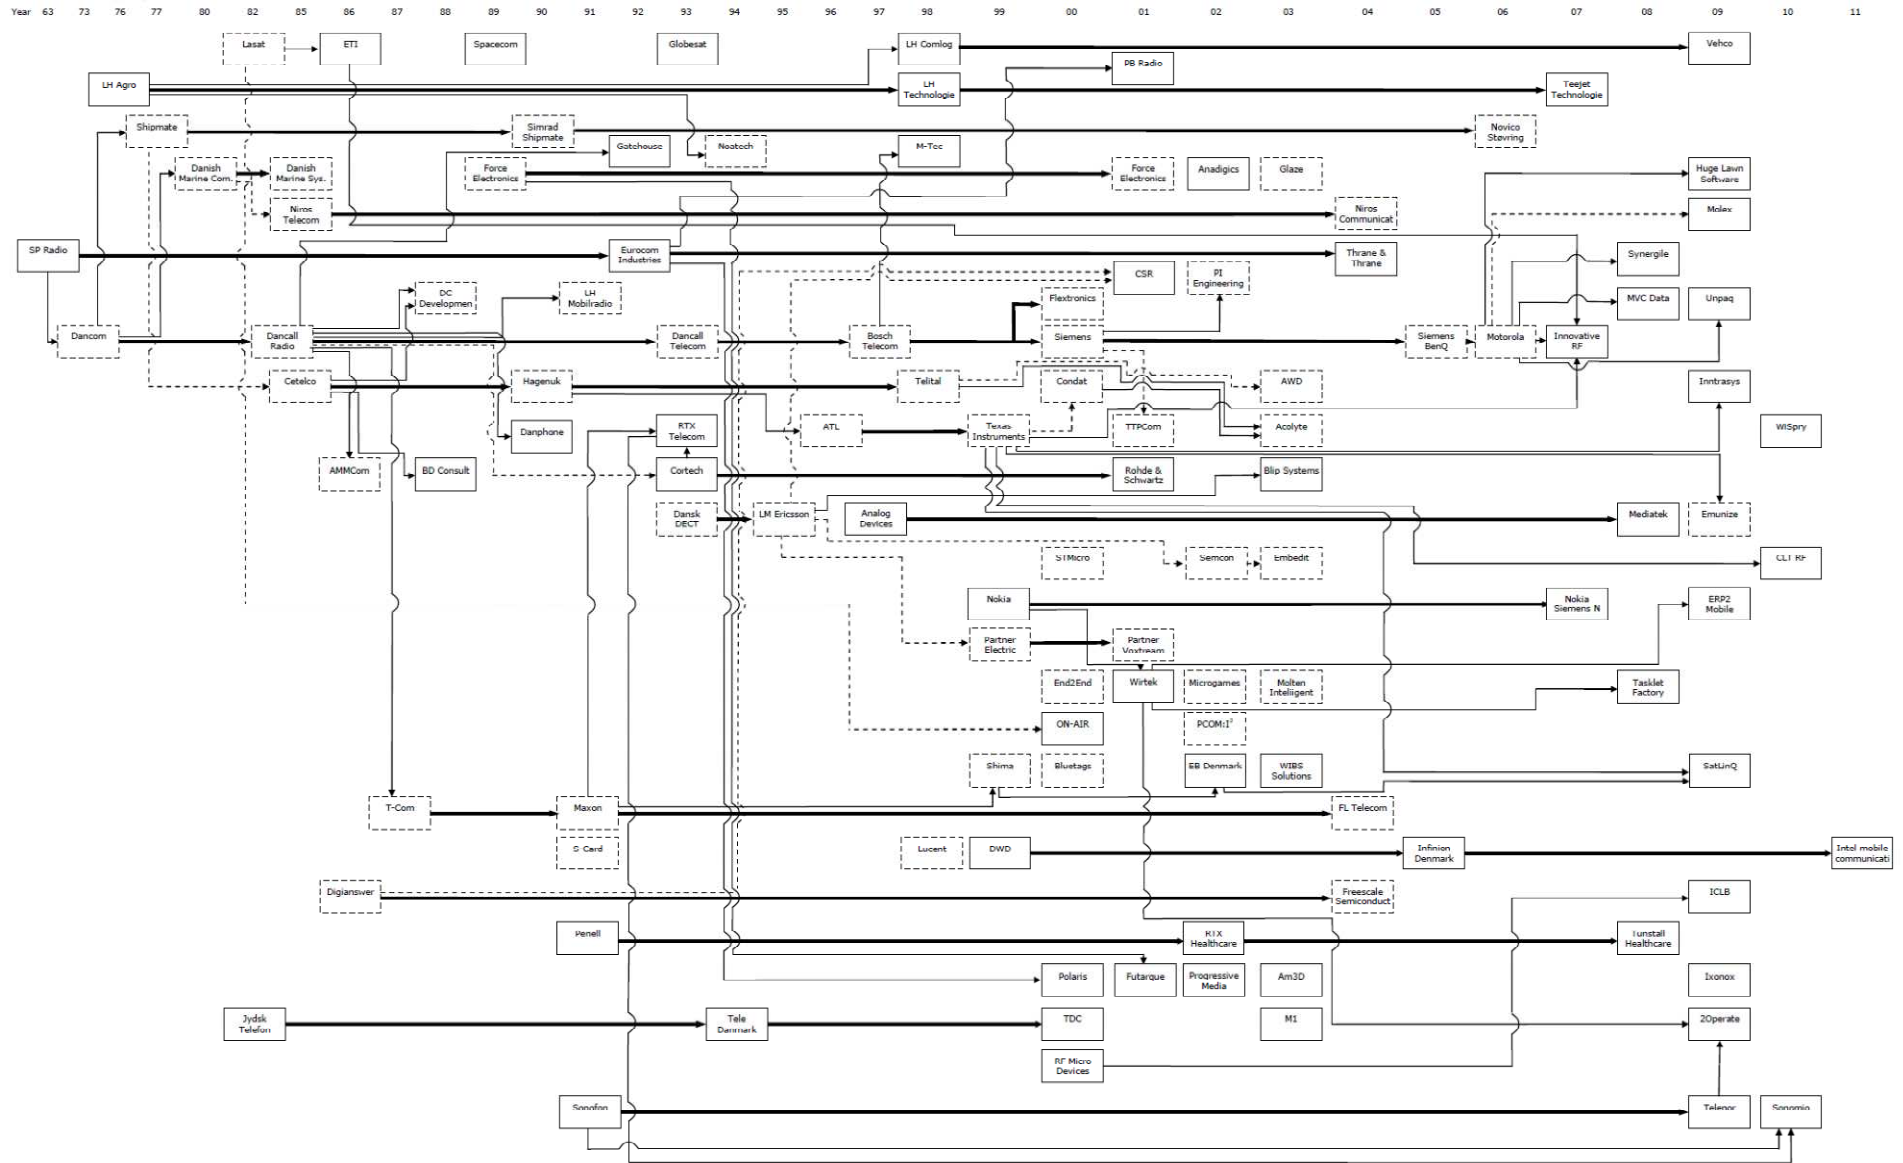 Year 63 73 76 77 80 82 85 86 87 88 89 90 91 92 93 94 95 96 97 98 99 00 01 02 03 04 05 06 07 08 09 10 11
Lasat
ETI
Spacecom
Globesat
LH Comlog
Vehco
PB Radio
LH Agro
LH
Technologie
Teejet
Technologie
Shipmate
Simrad
Shipmate
Novico
Støvring
Gatehouse
Noatech
M-Tec
Danish
Marine Com.
Danish
Marine Sys.
Force
Electronics
Force
Electronics
Anadigics
Glaze
Huge Lawn
Software
Niros
Telecom
Niros
Communicat
Molex
SP Radio
Eurocom
Industries
Thrane &
Thrane
Synergile
CSR
PI
Engineering
DC
Developmen
LH
Mobilradio
Flextronics
MVC Data
Unpaq
Dancom
Dancall
Radio
Dancall
Telecom
Bosch
Telecom
Siemens
Siemens
BenQ
Motorola
Innovative
RF
Cetelco
Hagenuk
Telital
Condat
AWD
Inntrasys
Danphone
RTX
Telecom
ATL
Texas
Instruments
TTPCom
Acolyte
WiSpry
AMMCom
BD Consult
Cortech
Rohde &
Schwartz
Blip Systems
Dansk
DECT
LM Ericsson
Analog
Devices
Mediatek
Emunize
STMicro
Semcon
Embedit
CLT RF
Nokia
Nokia
Siemens N
ERP2
Mobile
Partner
Electric
Partner
Voxtream
End2End
Wirtek
Microgames
Molten
Inteliigent
Tasklet
Factory
ON-AIR
PCOM:I²
Shima
Bluetags
EB Denmark
WIBS
Solutions
SatLinQ
T-Com
Maxon
FL Telecom
S-Card
Lucent
DWD
Infinion
Denmark
Intel mobile
communicati
Digianswer
Freescale
Semiconduct
ICLB
Penell
RTX
Healthcare
Tunstall
Healthcare
Polaris
Futarque
Progressive
Media
Am3D
Ixonox
Jydsk
Telefon
Tele
Danmark
TDC
M1
2Operate
RF Micro
Devices
Sonofon
Telenor
Sonomio